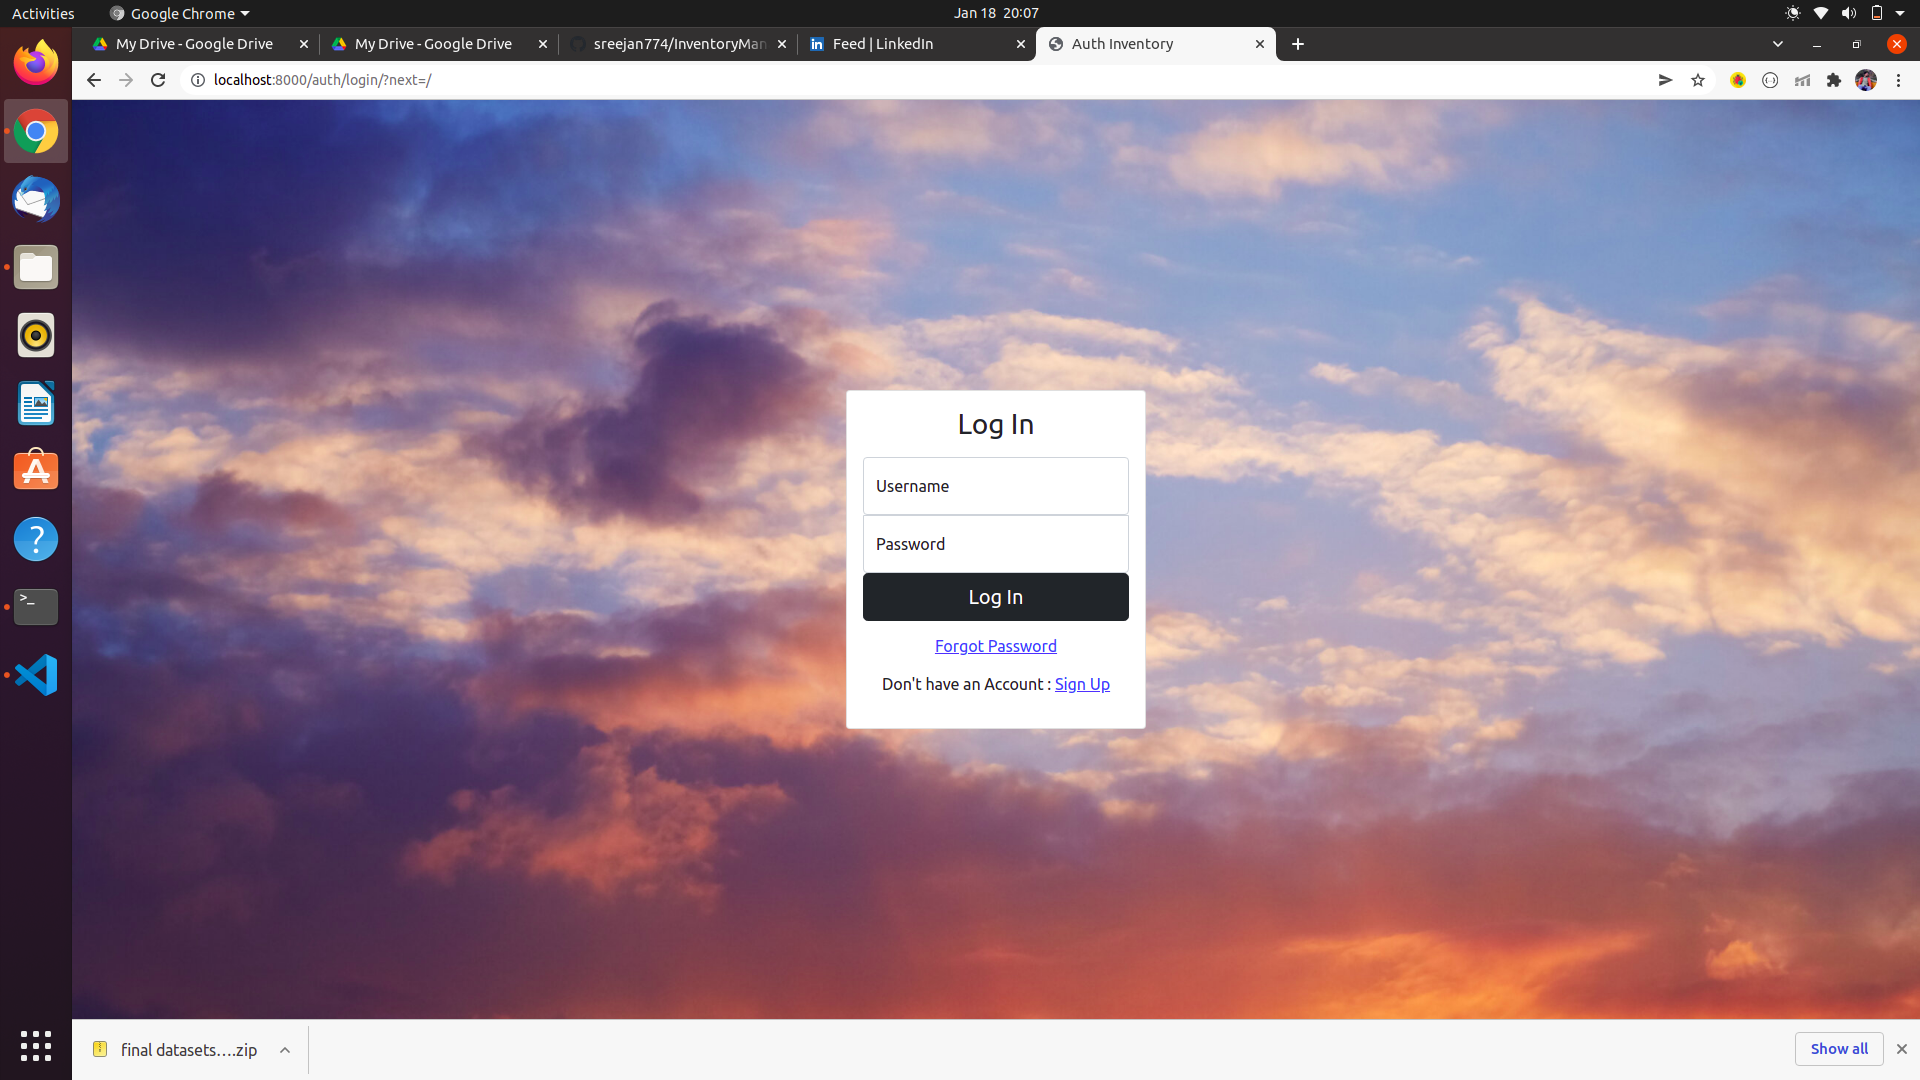 Activities
Google Chrome
Jan 18 20:07
My Drive - Google Drive
My Drive - Google Drive
sreejan774/InventoryMan
Feed | LinkedIn
Auth Inventory
localhost:8000/auth/login/?next=/
Log In
Username
Password
Log In
Forgot Password
Don't have an Account : Sign Up
final datasets....zip
Show all